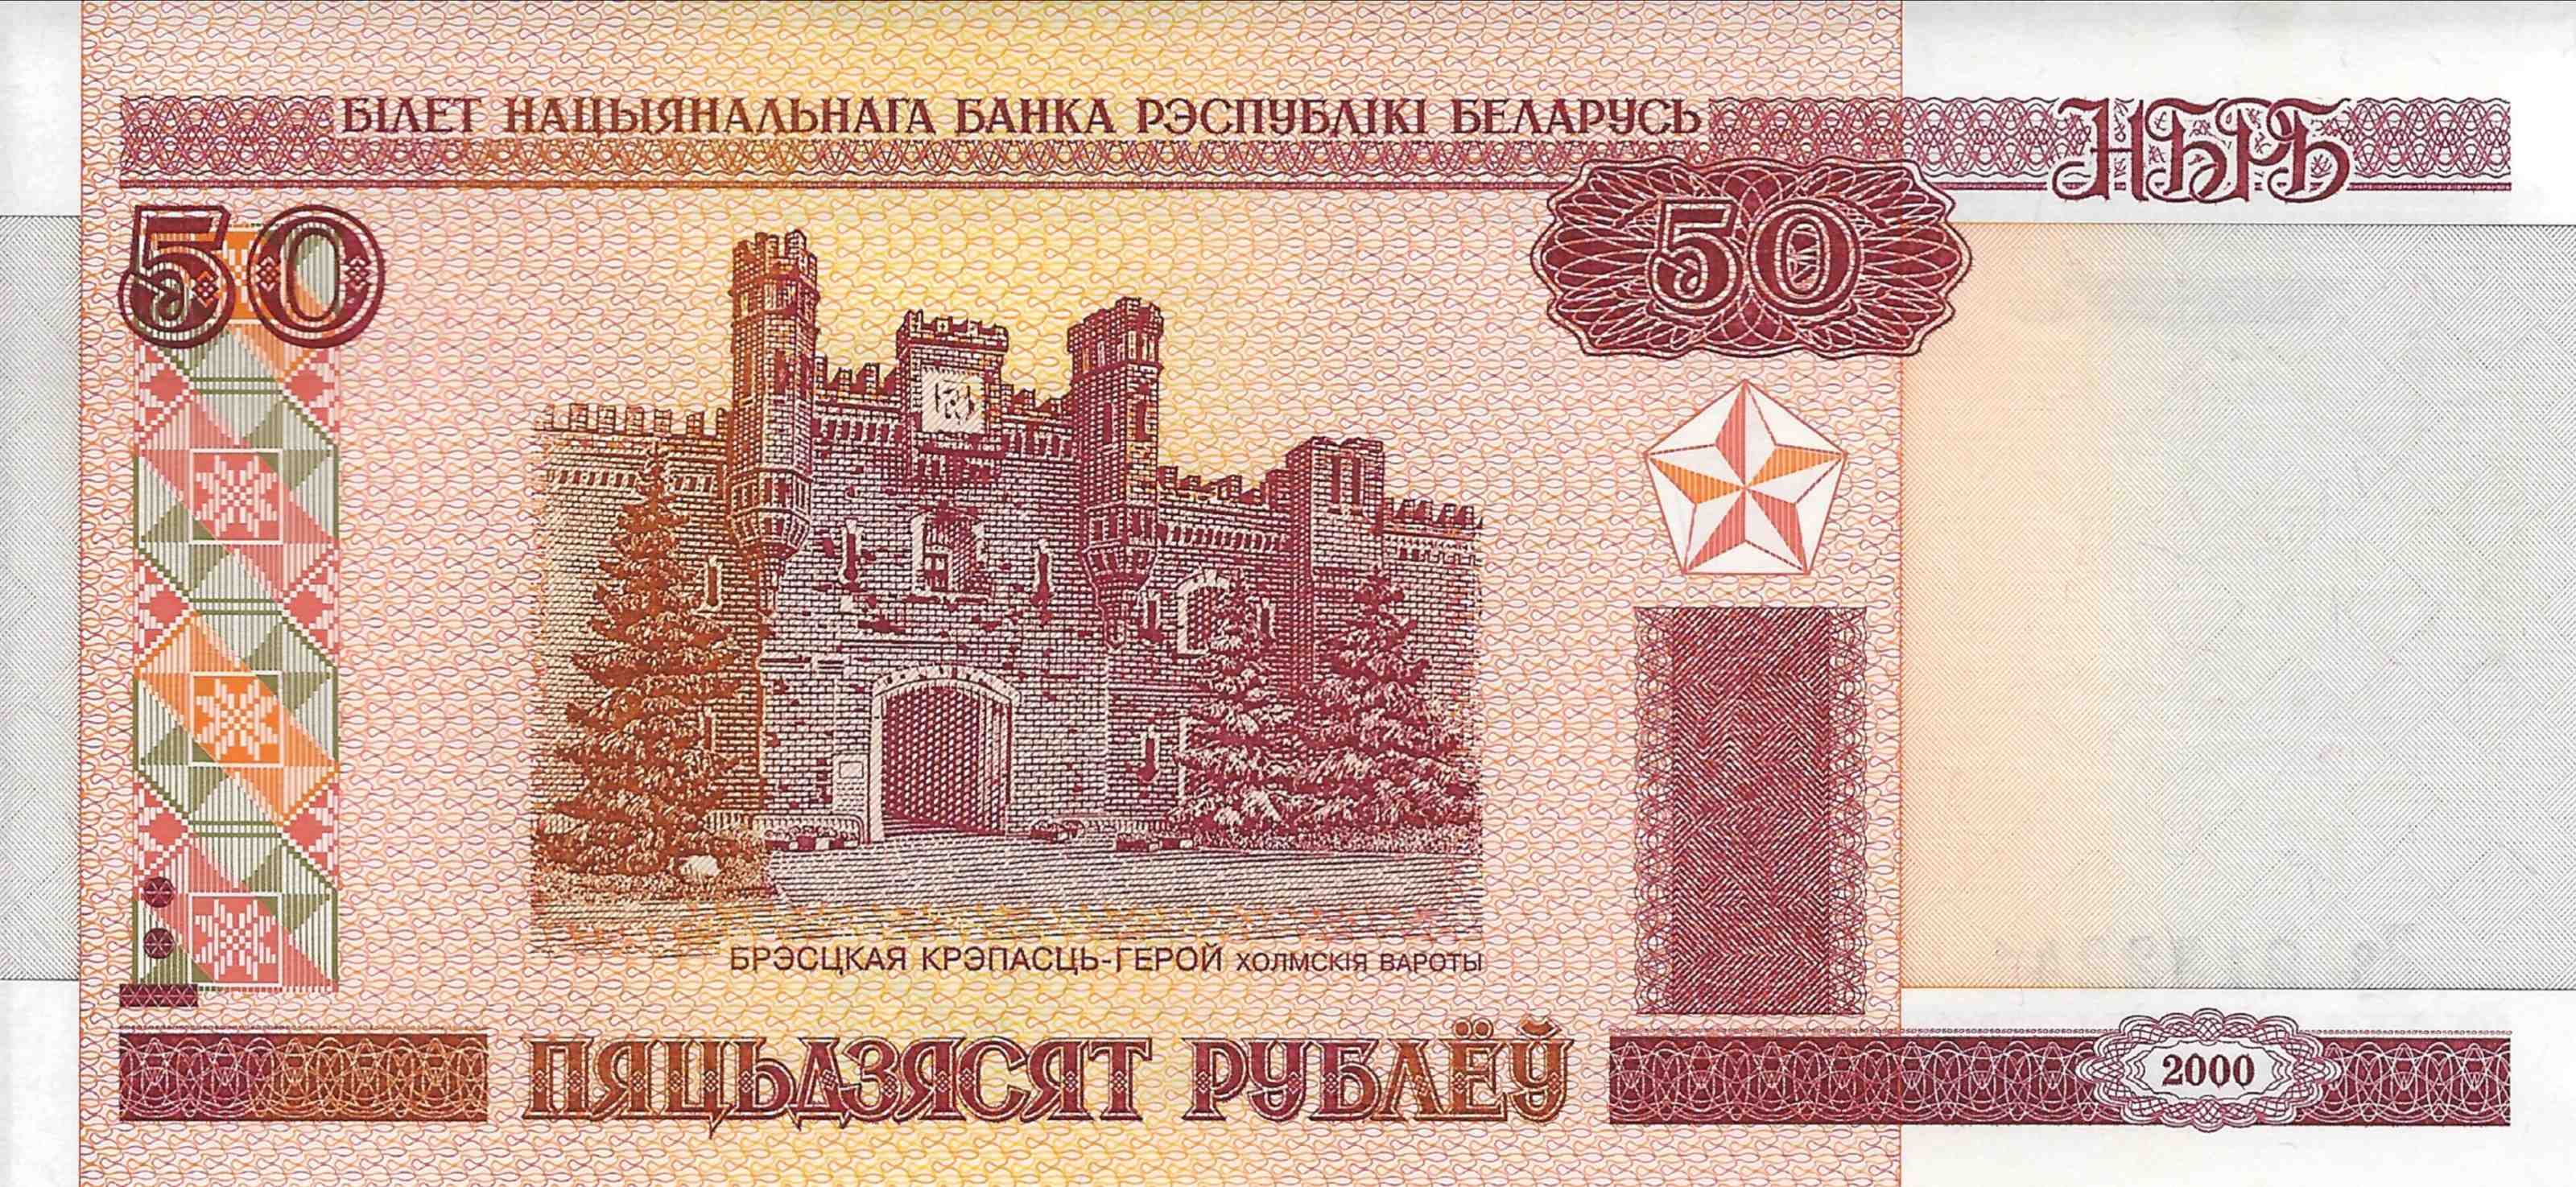 БІЛЕТ НАЦЫЯНАЛЬНАГА БАНКА РЭСПУБЛІКІ БЕЛАРУСЬ
НБРБ
50
50
БРЭСЦКАЯ КРЭПАСЦЬ-ГЕРОЙ ХОЛМСКІЯ ВАРОТЫ
ПЯЦЬДЗЯСЯТ РУБЛЁЎ
2000